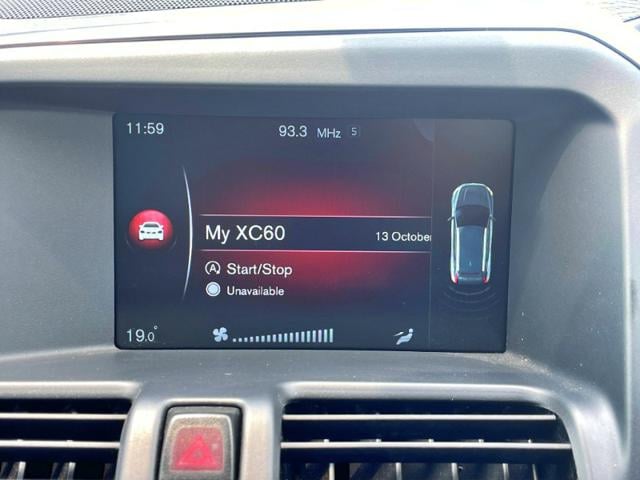 11:59
93.3 MHz 5
My XC60
13 October
A Start/Stop
Unavailable
19.0°